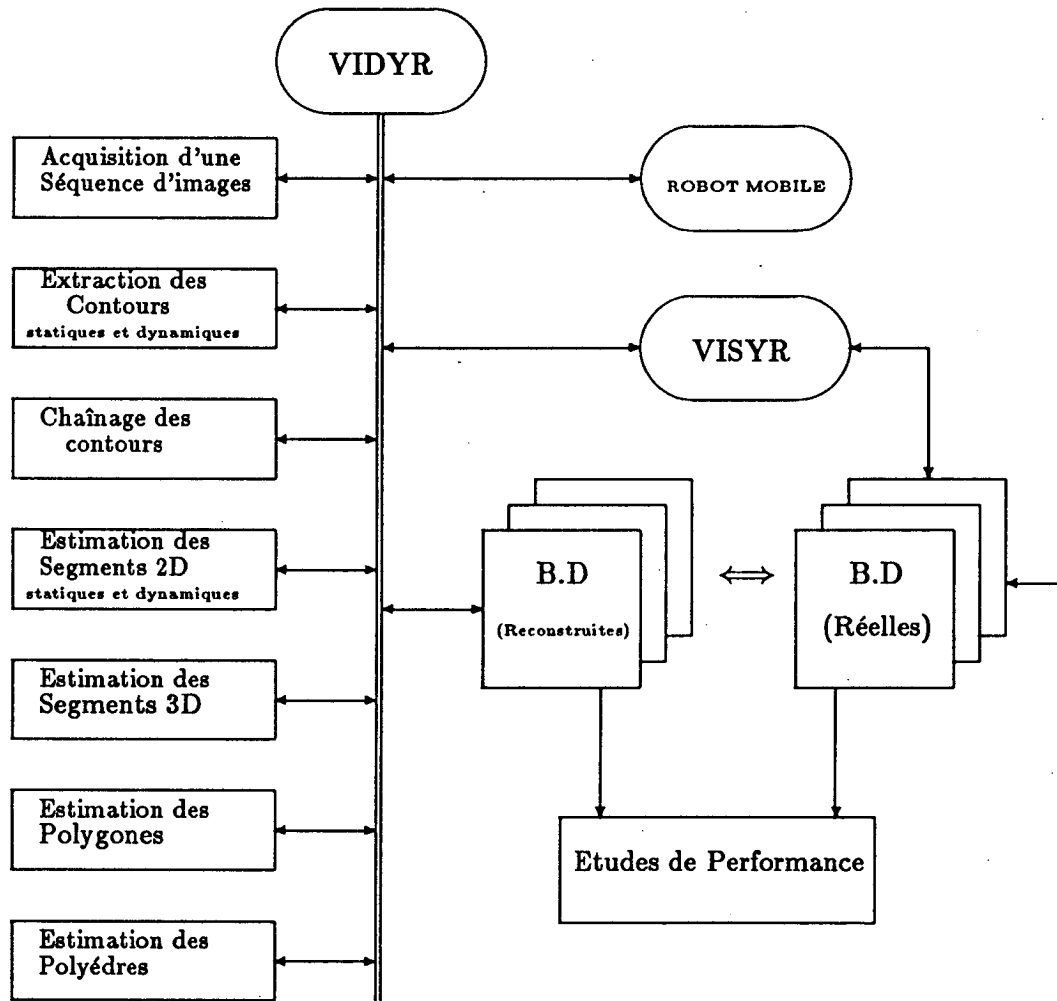 VIDYR
Acquisition d'une
Séquence d'images
ROBOT MOBILE
Extraction des
Contours
statiques et dynamiques
VISYR
Chaînage des
contours
Estimation des
Segments 2D
statiques et dynamiques
B.D
(Reconstruites)
⟺
B.D
(Réelles)
Estimation des
Segments 3D
Estimation des
Polygones
Etudes de Performance
Estimation des
Polyédres